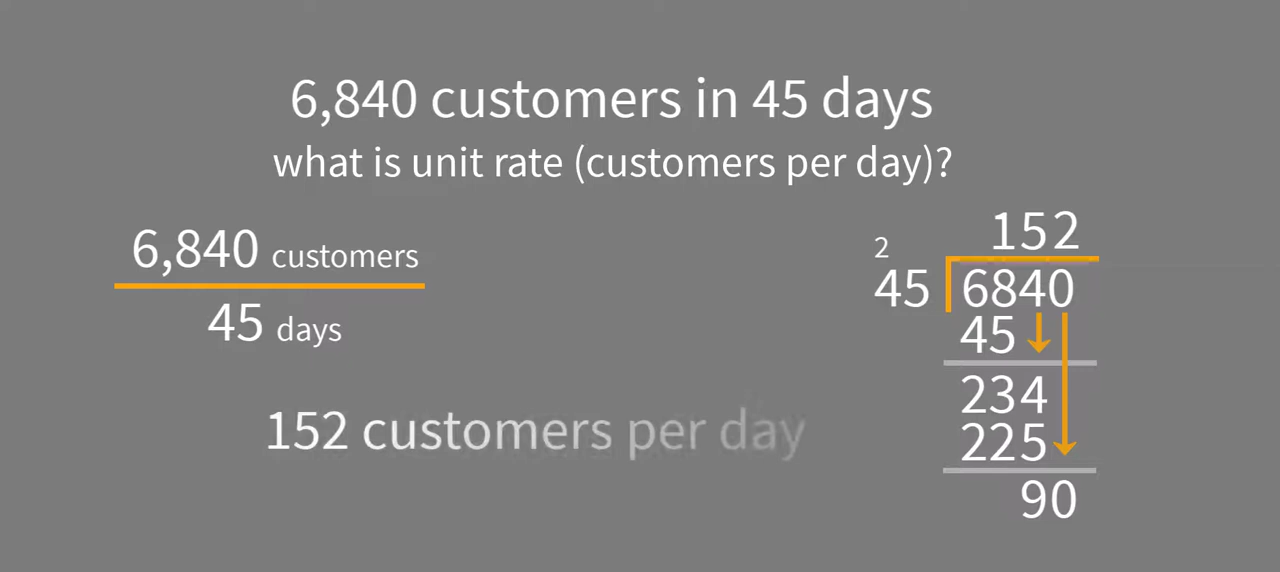 6,840 customers in 45 days
what is unit rate (customers per day)?
6,840 customers
45 days
152 customers per day
152
2
45 6840
45
234
225
90